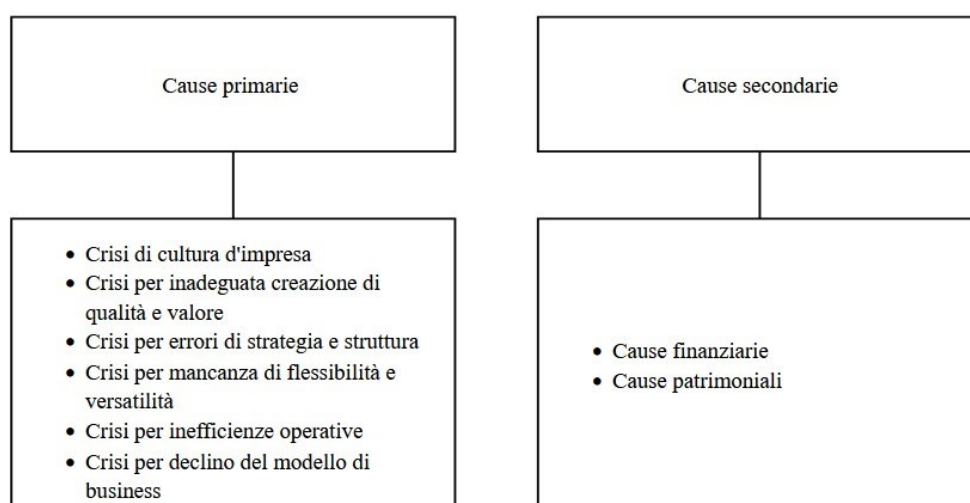 Cause primarie
Cause secondarie
• Crisi di cultura d'impresa
• Crisi per inadeguata creazione di
qualità e valore
• Crisi per errori di strategia e struttura
• Crisi per mancanza di flessibilità e
versatilità
• Crisi per inefficienze operative
• Crisi per declino del modello di
business
• Cause finanziarie
• Cause patrimoniali